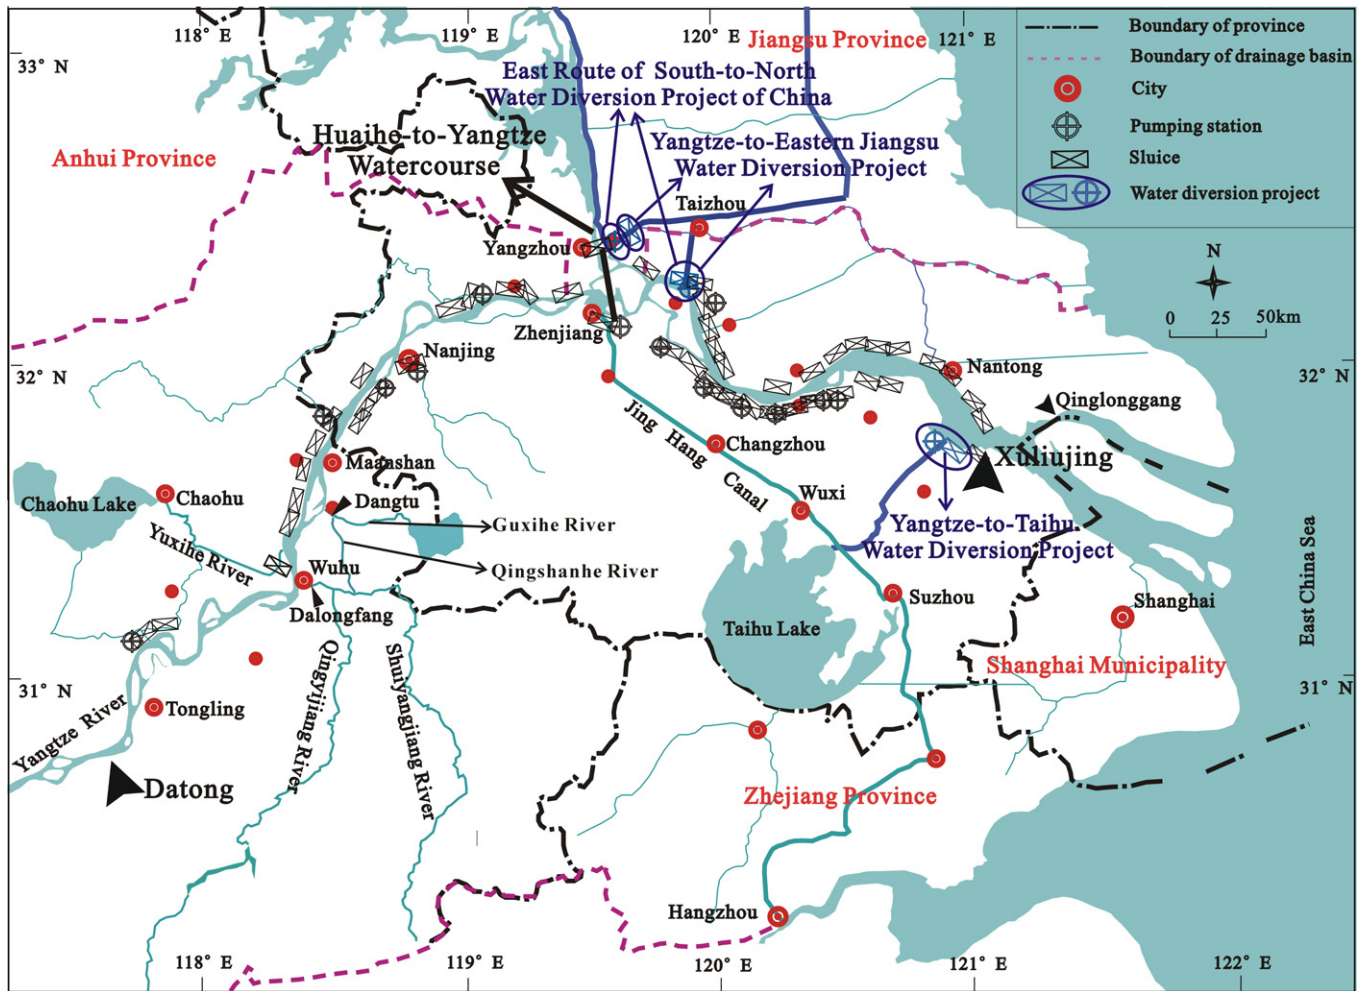 118° E
119° E
120° E
121° E
Jiangsu Province
33° N
East Route of South-to-North
Water Diversion Project of China
Huaihe-to-Yangtze
Watercourse
Anhui Province
Yangtze-to-Eastern Jiangsu
Water Diversion Project
Boundary of province
Boundary of drainage basin
City
Pumping station
Sluice
Water diversion project
N
0 25 50km
Taizhou
Yangzhou
Zhenjiang
Nanjing
32° N
32° N
Nantong
Qinglonggang
Jing Hang Canal
Changzhou
Xuliujing
Maanshan
Chaohu Lake
Chaohu
Dangtu
Wuxi
Guxihe River
Yuxihe River
Yangtze-to-Taihu
Water Diversion Project
Wuhu
Qingshanhe River
Dalongfang
Suzhou
Shanghai
East China Sea
Taihu Lake
Shanghai Municipality
Qingyijiang River
Shuiyangjiang River
31° N
31° N
Tongling
Yangtze River
Datong
Zhejiang Province
Hangzhou
118° E
119° E
120° E
121° E
122° E